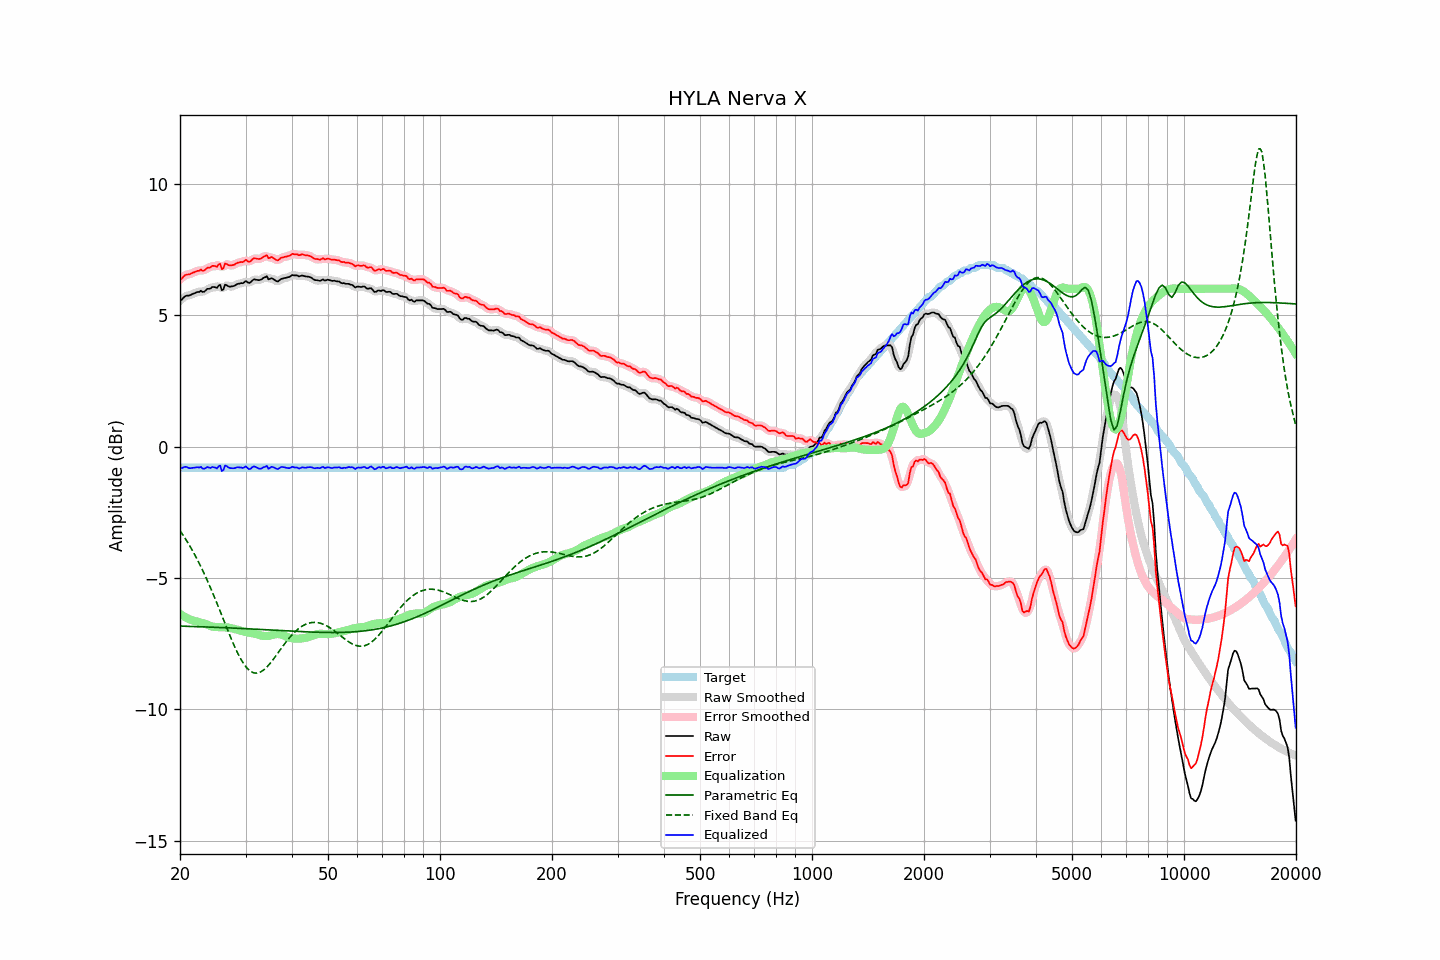 HYLA Nerva X
Amplitude (dBr)
10
5
0
−5
−10
−15
Target
Raw Smoothed
Error Smoothed
Raw
Error
Equalization
Parametric Eq
Fixed Band Eq
Equalized
20
50
100
200
500
1000
2000
5000
10000
20000
Frequency (Hz)